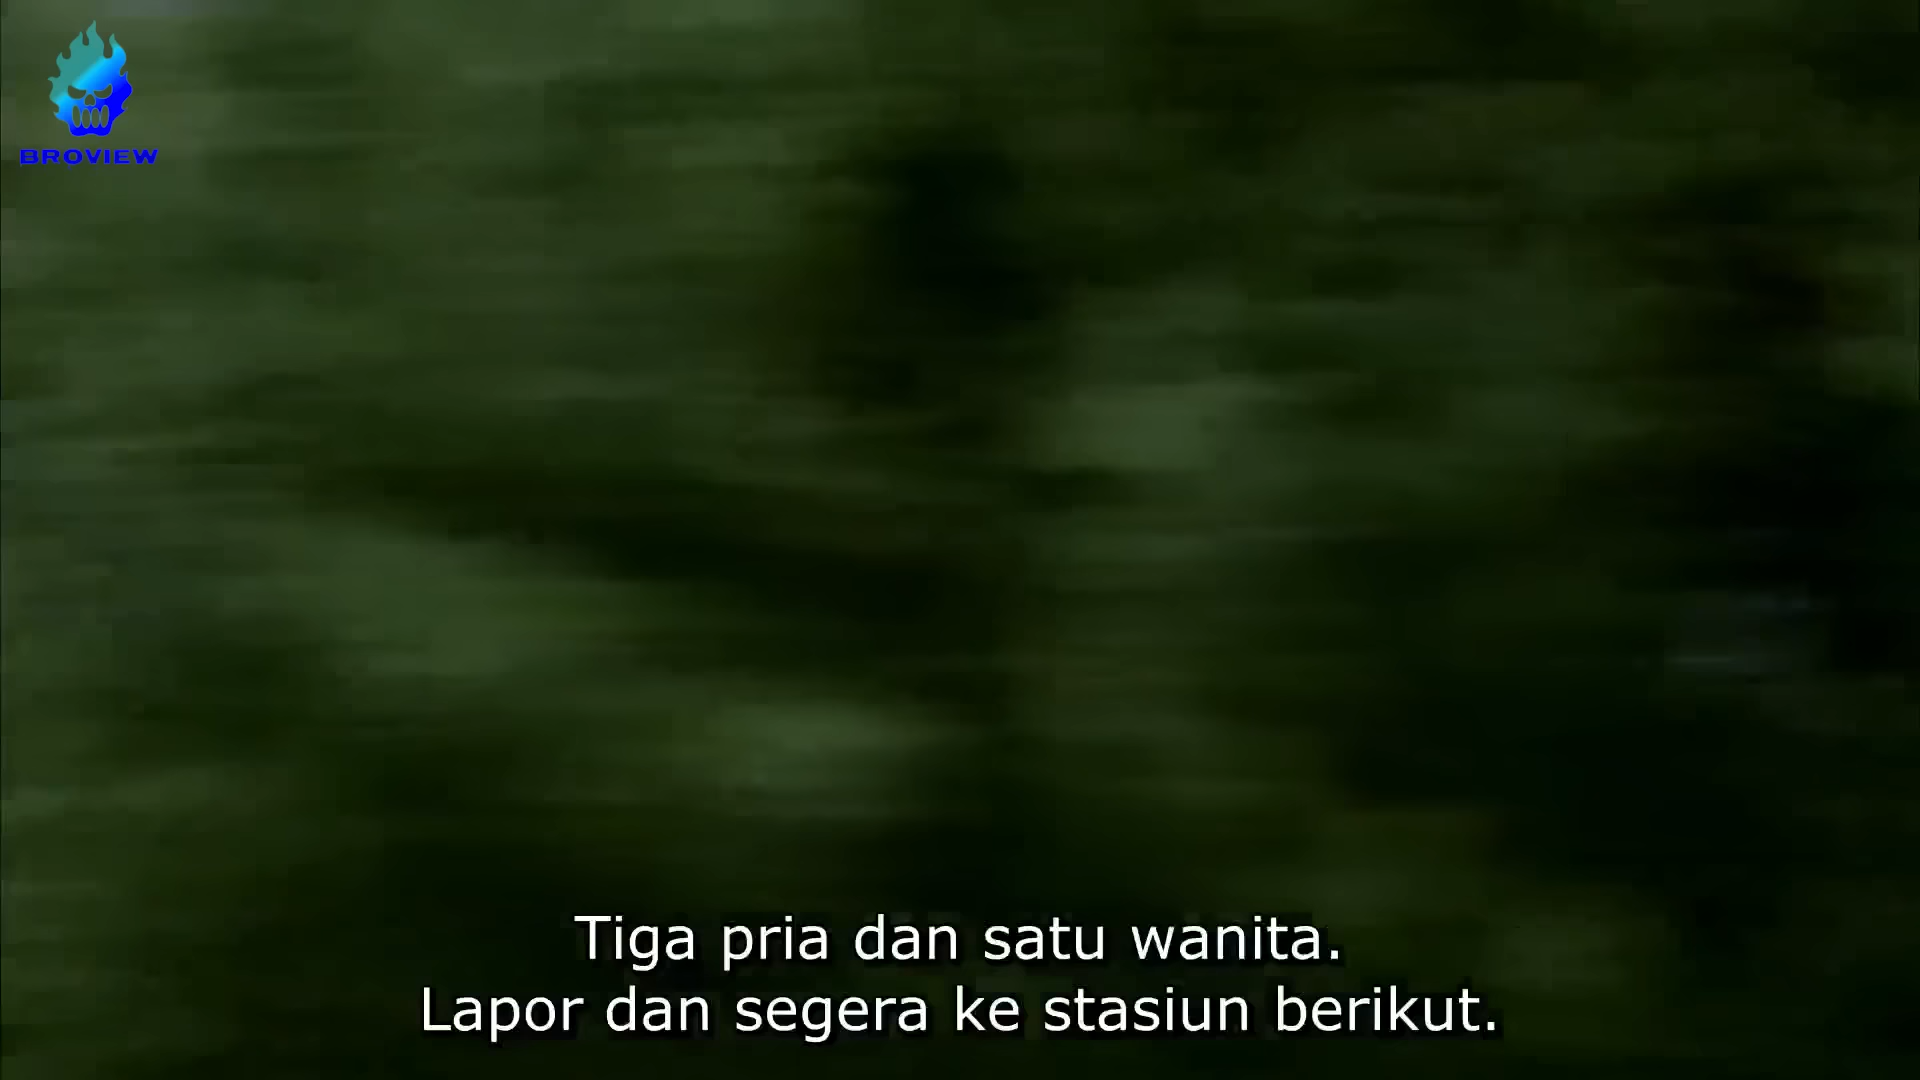 BROVIEW
Tiga pria dan satu wanita.
Lapor dan segera ke stasiun berikut.